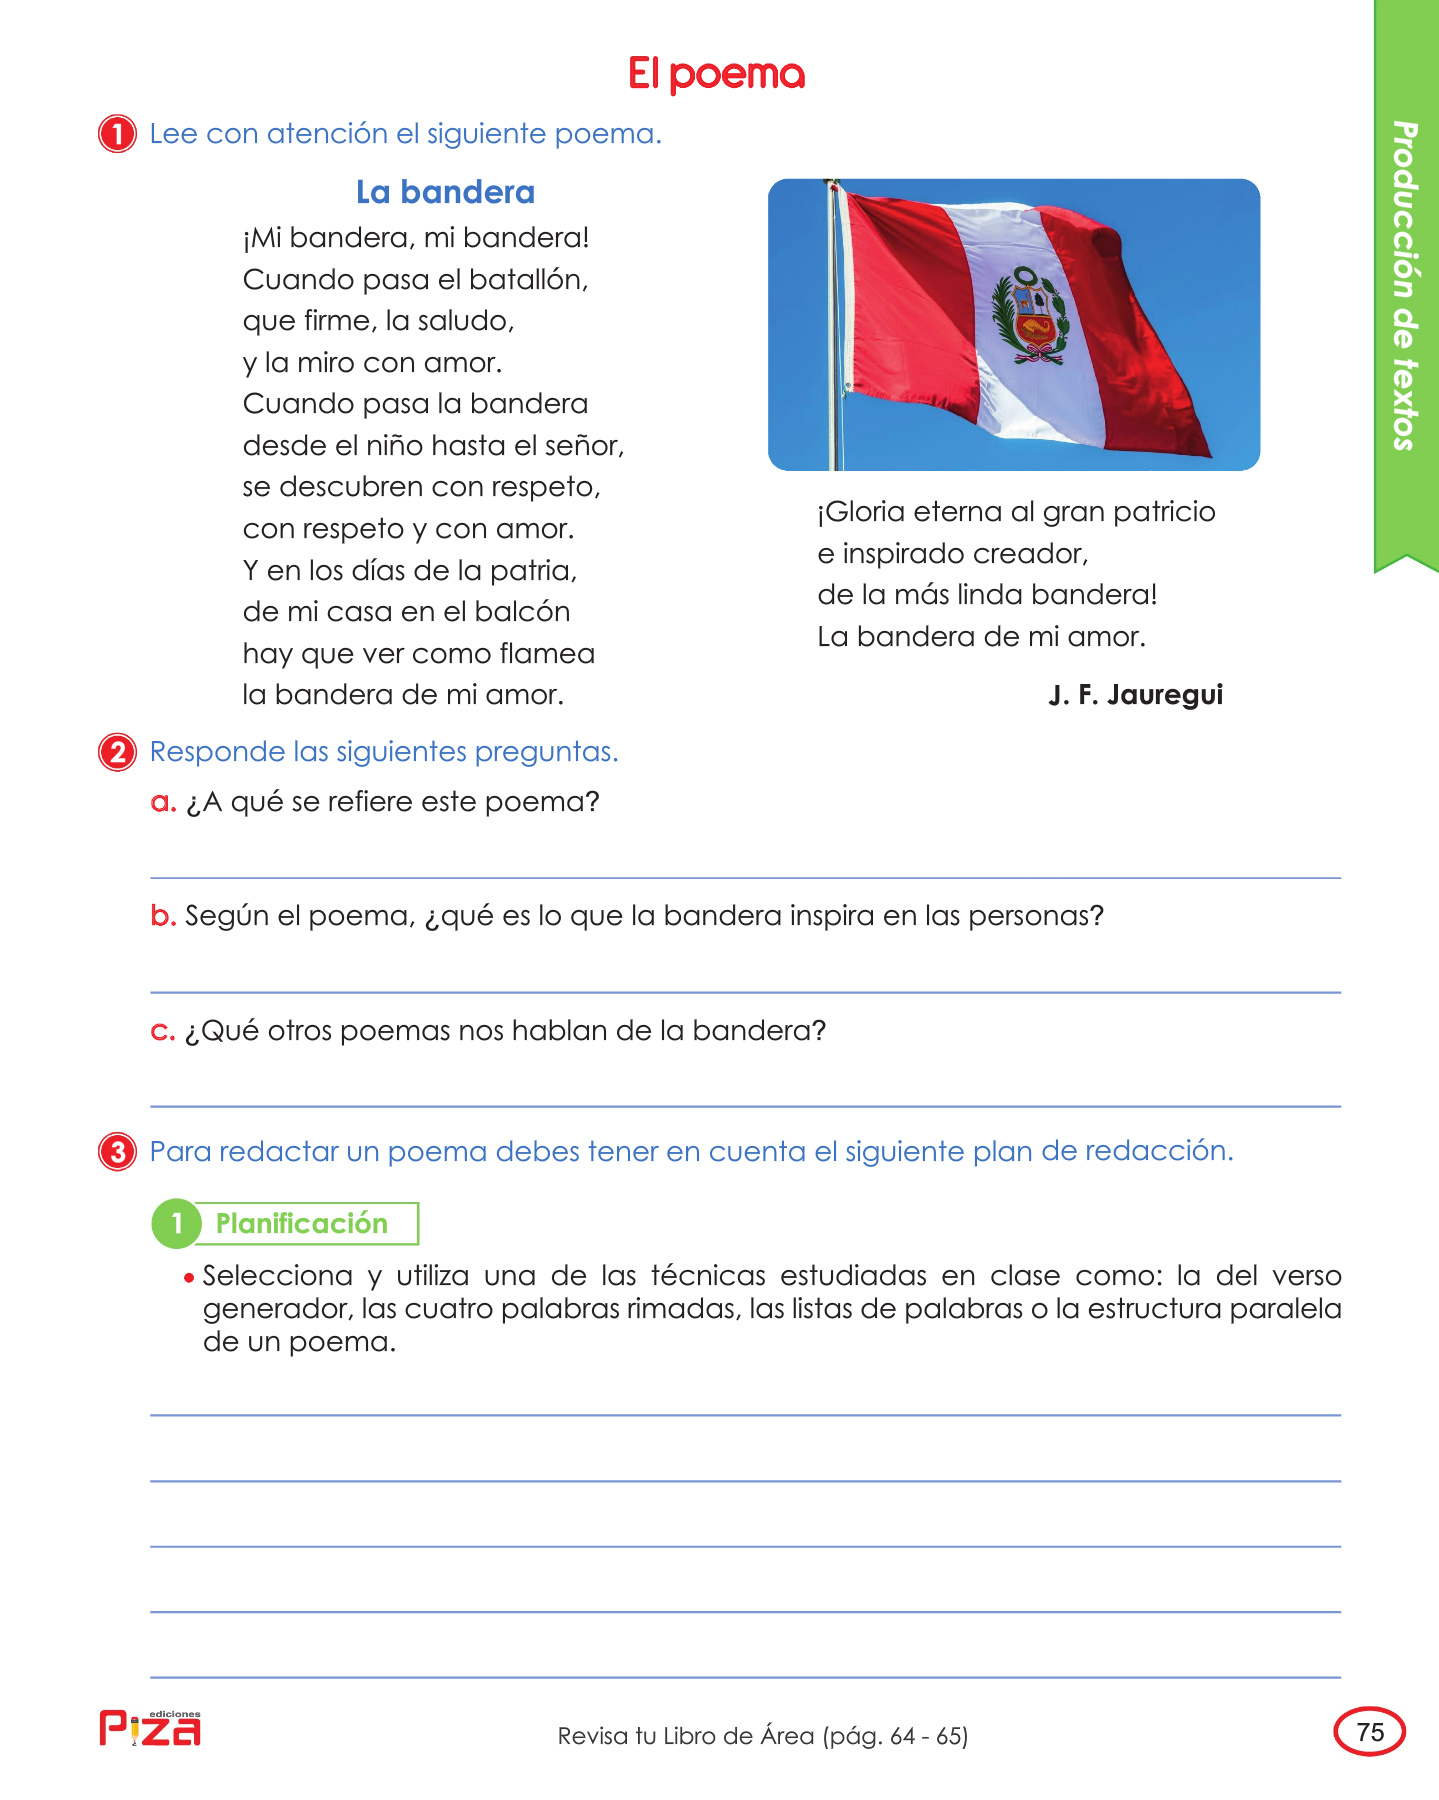 El poema
1 Lee con atención el siguiente poema.
La bandera
¡Mi bandera, mi bandera!
Cuando pasa el batallón,
que firme, la saludo,
y la miro con amor.
Cuando pasa la bandera
desde el niño hasta el señor,
se descubren con respeto,
con respeto y con amor.
Y en los días de la patria,
de mi casa en el balcón
hay que ver como flamea
la bandera de mi amor.
¡Gloria eterna al gran patricio
e inspirado creador,
de la más linda bandera!
La bandera de mi amor.
J. F. Jauregui
2 Responde las siguientes preguntas.
a. ¿A qué se refiere este poema?
b. Según el poema, ¿qué es lo que la bandera inspira en las personas?
c. ¿Qué otros poemas nos hablan de la bandera?
3 Para redactar un poema debes tener en cuenta el siguiente plan de redacción.
1 Planificación
• Selecciona y utiliza una de las técnicas estudiadas en clase como: la del verso
generador, las cuatro palabras rimadas, las listas de palabras o la estructura paralela
de un poema.
Producción de textos
ediciones
Piza
Revisa tu Libro de Área (pág. 64 - 65)
75